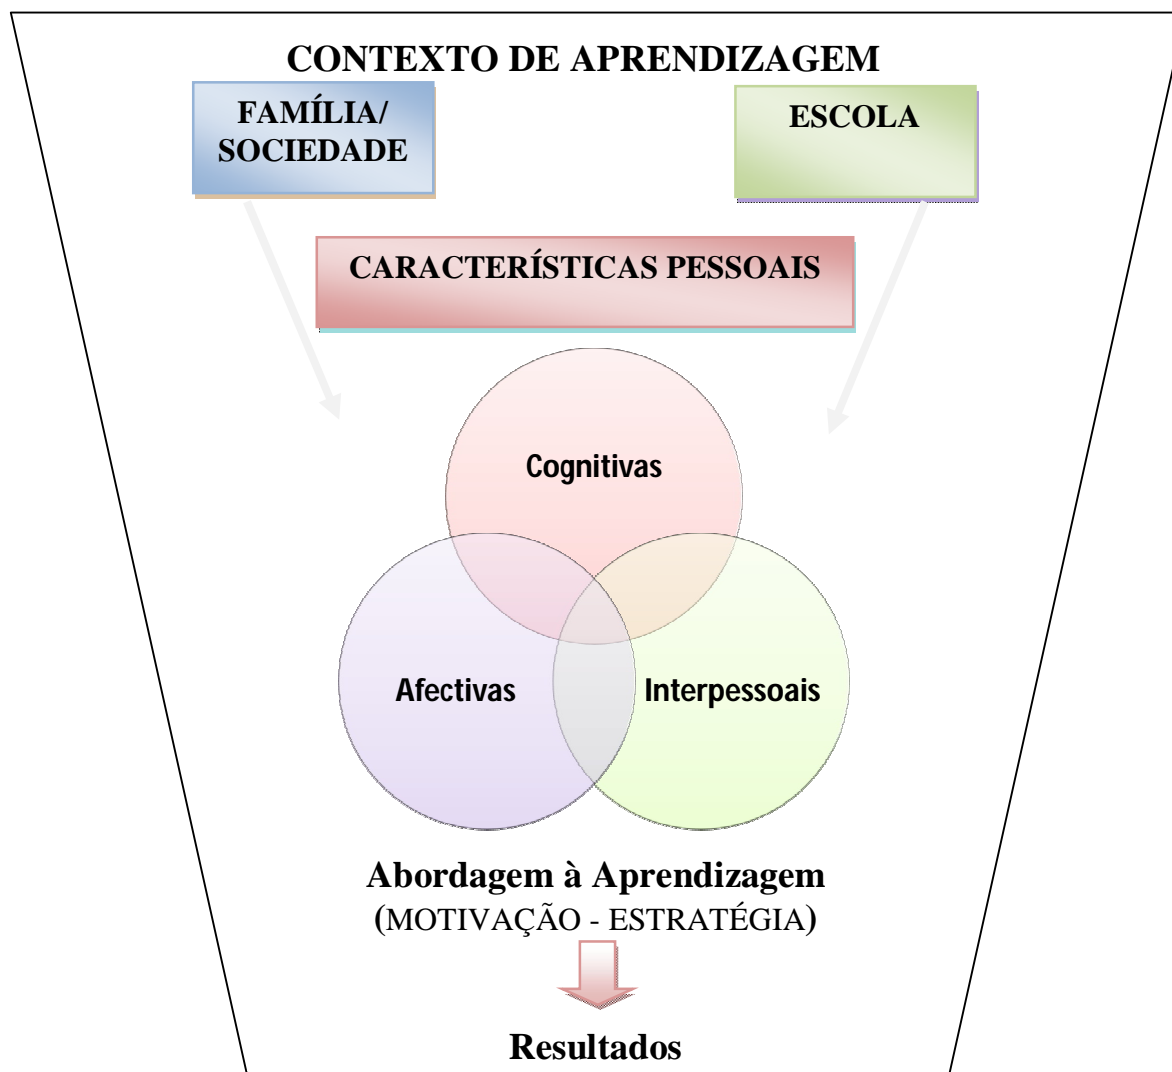 CONTEXTO DE APRENDIZAGEM
FAMÍLIA/
SOCIEDADE
ESCOLA
CARACTERÍSTICAS PESSOAIS
Cognitivas
Afectivas
Interpessoais
Abordagem à Aprendizagem
(MOTIVAÇÃO - ESTRATÉGIA)
Resultados